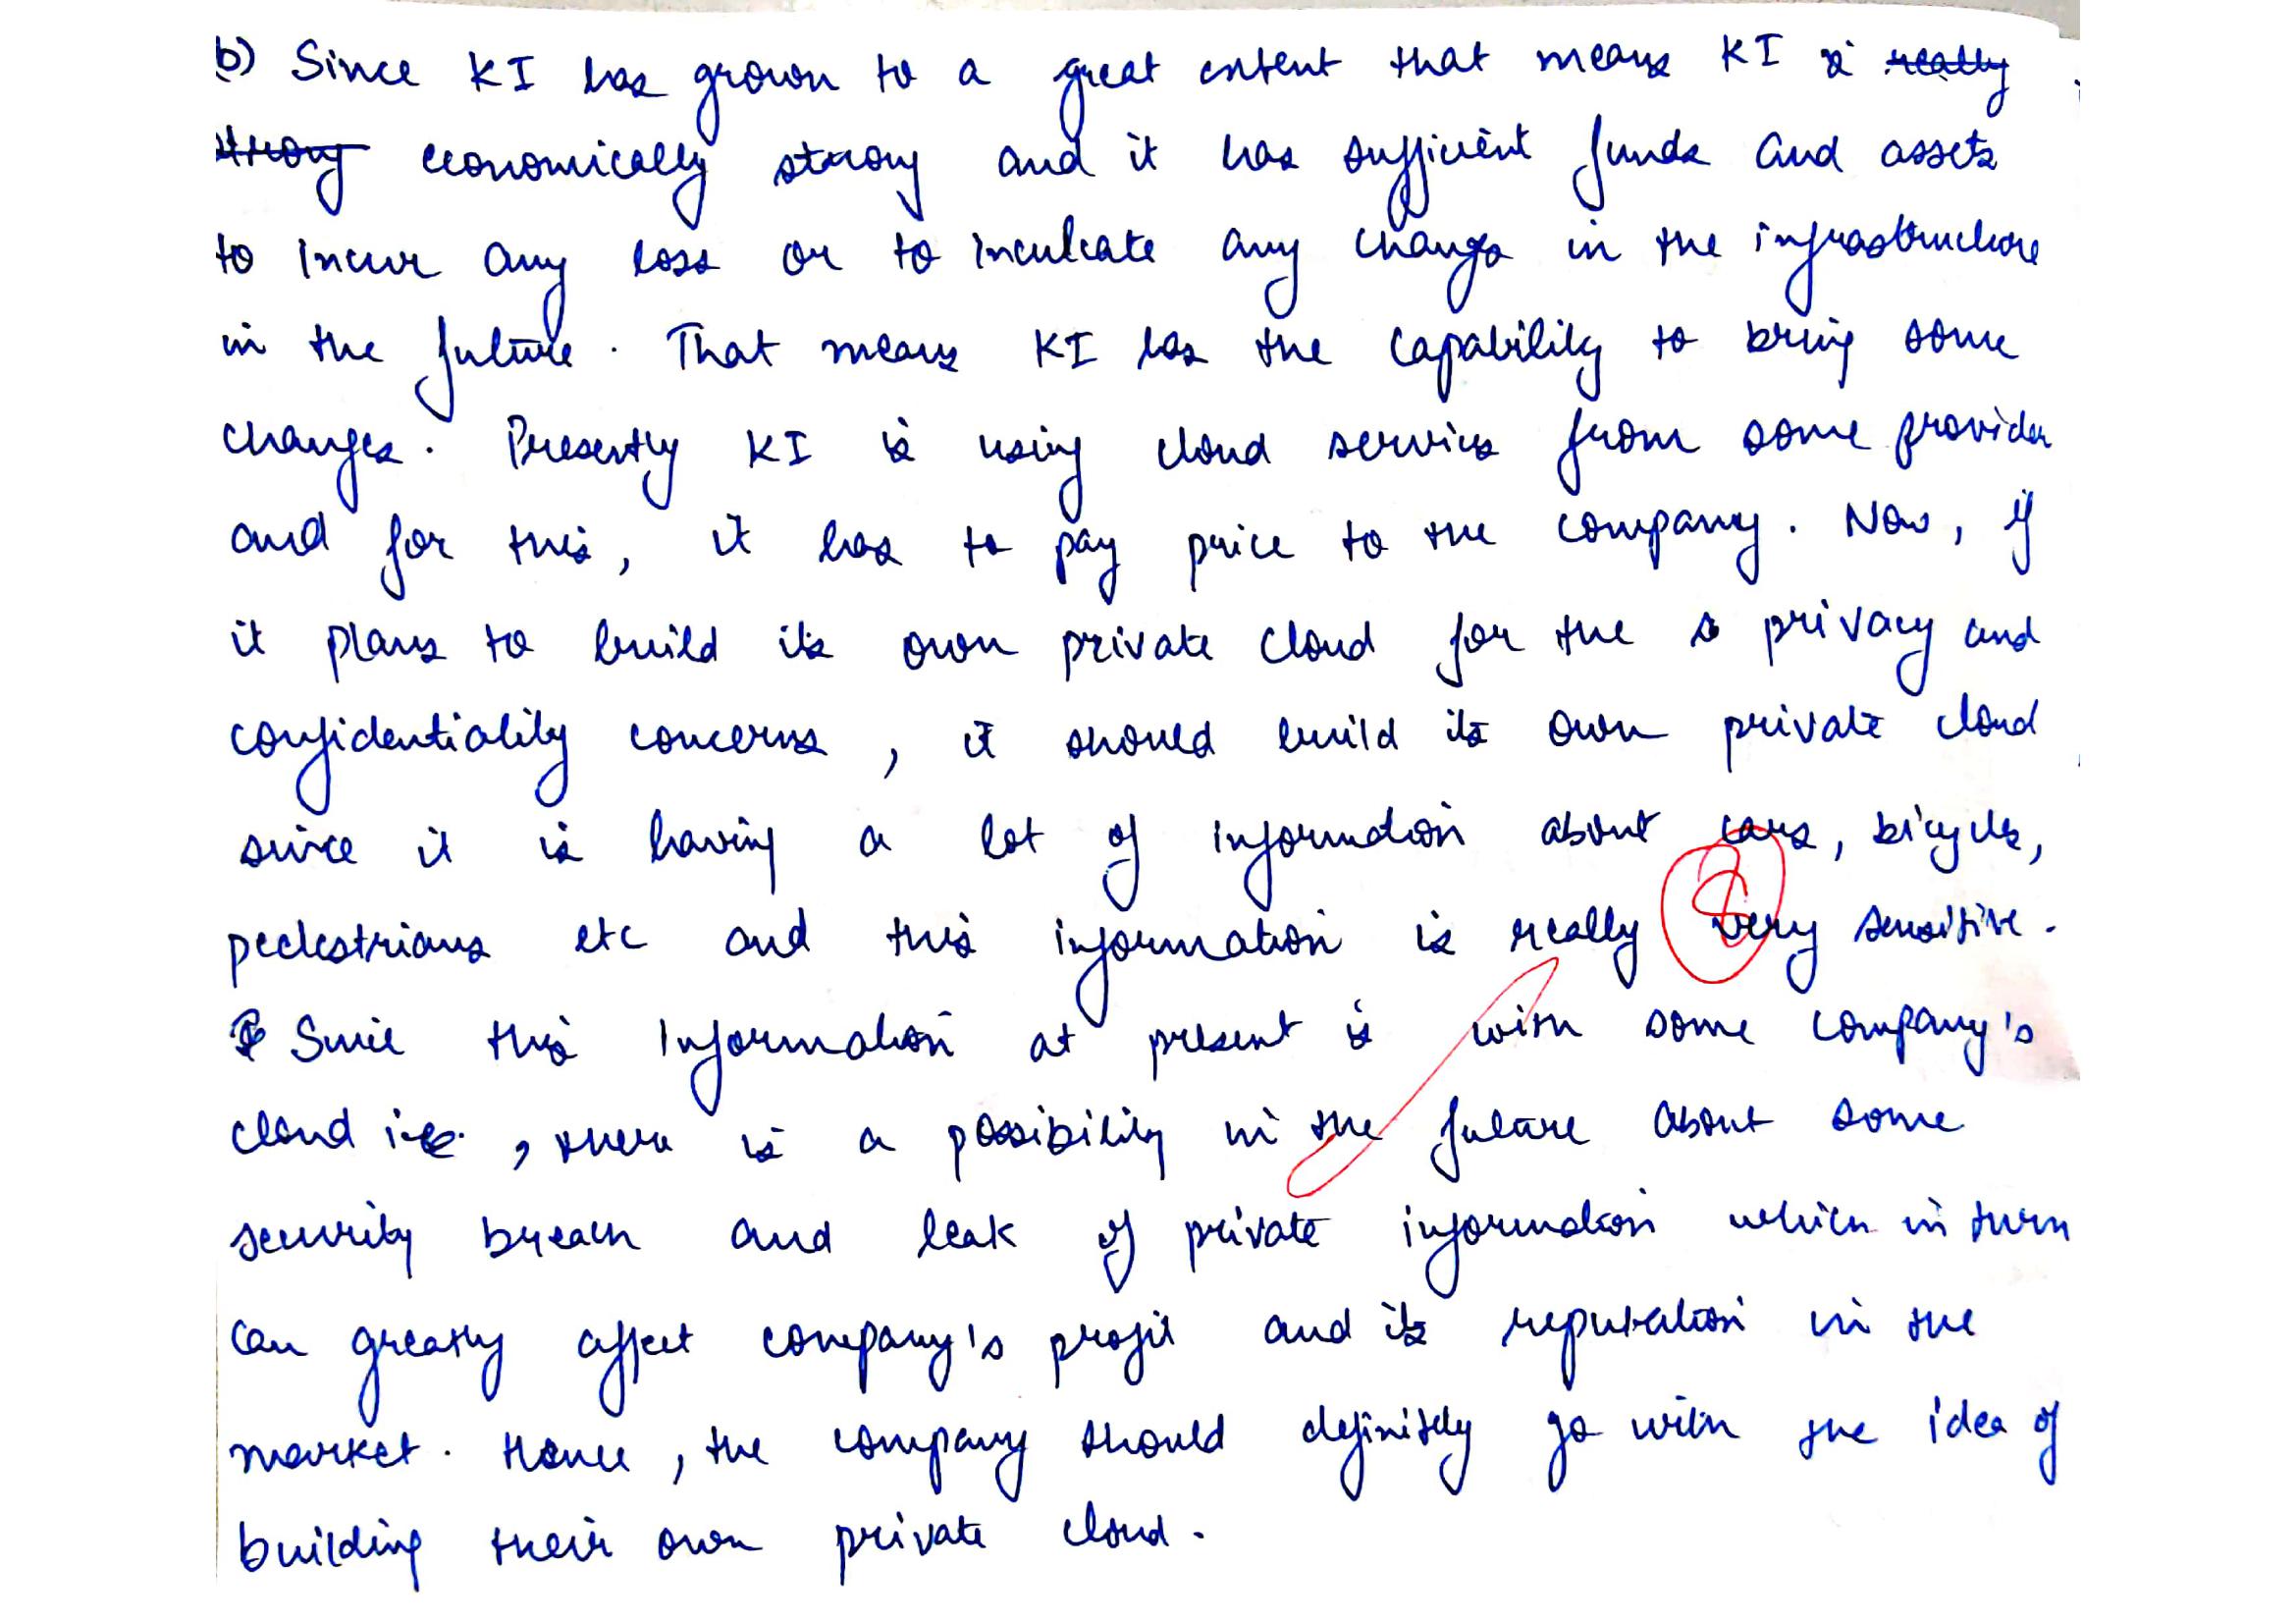 b) Since KI has grown to a great extent that means KI is really
strong economically strong and it has sufficient funds and assets
to incur any loss or to inculcate any change in the infrastructure
in the future. That means KI has the capability to bring some
changes. Presently KI is using cloud services from some provider
and for this, it has to pay price to the company. Now, if
it plans to build its own private cloud for the privacy and
confidentiality concerns, it should build its own private cloud
since it is having a lot of information about cars, bicycles,
pedestrians etc and this information is really very sensitive.
Since this information at present is with some company's
cloud, there is a possibility in the future about some
security breach and leak of private information which in turn
can greatly affect company's profit and its reputation in the
market. Hence, the company should definitely go with the idea of
building their own private cloud.